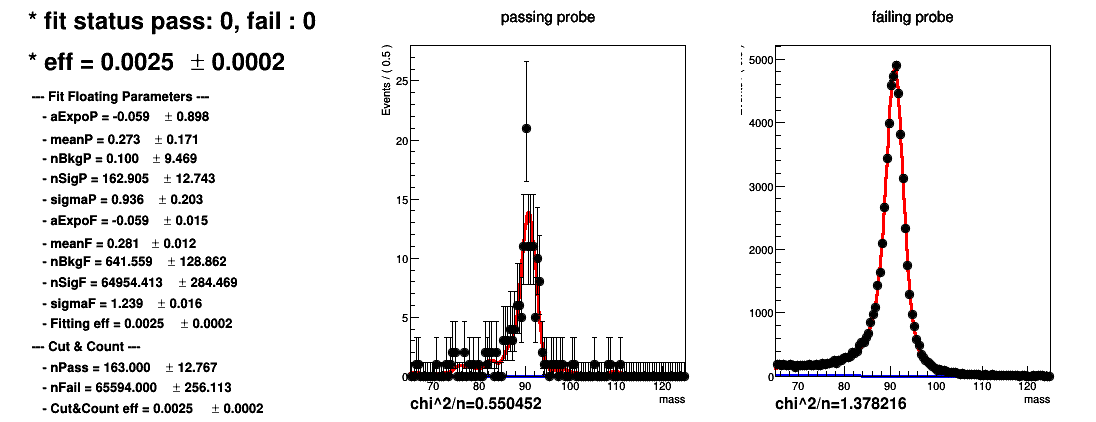 * fit status pass: 0, fail : 0
* eff = 0.0025 ± 0.0002
--- Fit Floating Parameters ---
- aExpoP = -0.059 ± 0.898
- meanP = 0.273 ± 0.171
- nBkgP = 0.100 ± 9.469
- nSigP = 162.905 ± 12.743
- sigmaP = 0.936 ± 0.203
- aExpoF = -0.059 ± 0.015
- meanF = 0.281 ± 0.012
- nBkgF = 641.559 ± 128.862
- nSigF = 64954.413 ± 284.469
- sigmaF = 1.239 ± 0.016
- Fitting eff = 0.0025 ± 0.0002
--- Cut & Count ---
- nPass = 163.000 ± 12.767
- nFail = 65594.000 ± 256.113
- Cut&Count eff = 0.0025 ± 0.0002
passing probe
Events / ( 0.5 )
25
20
15
10
5
0
70 80 90 100 110 120
mass
chi^2/n=0.550452
failing probe
5000
4000
3000
2000
1000
0
70 80 90 100 110 120
mass
chi^2/n=1.378216